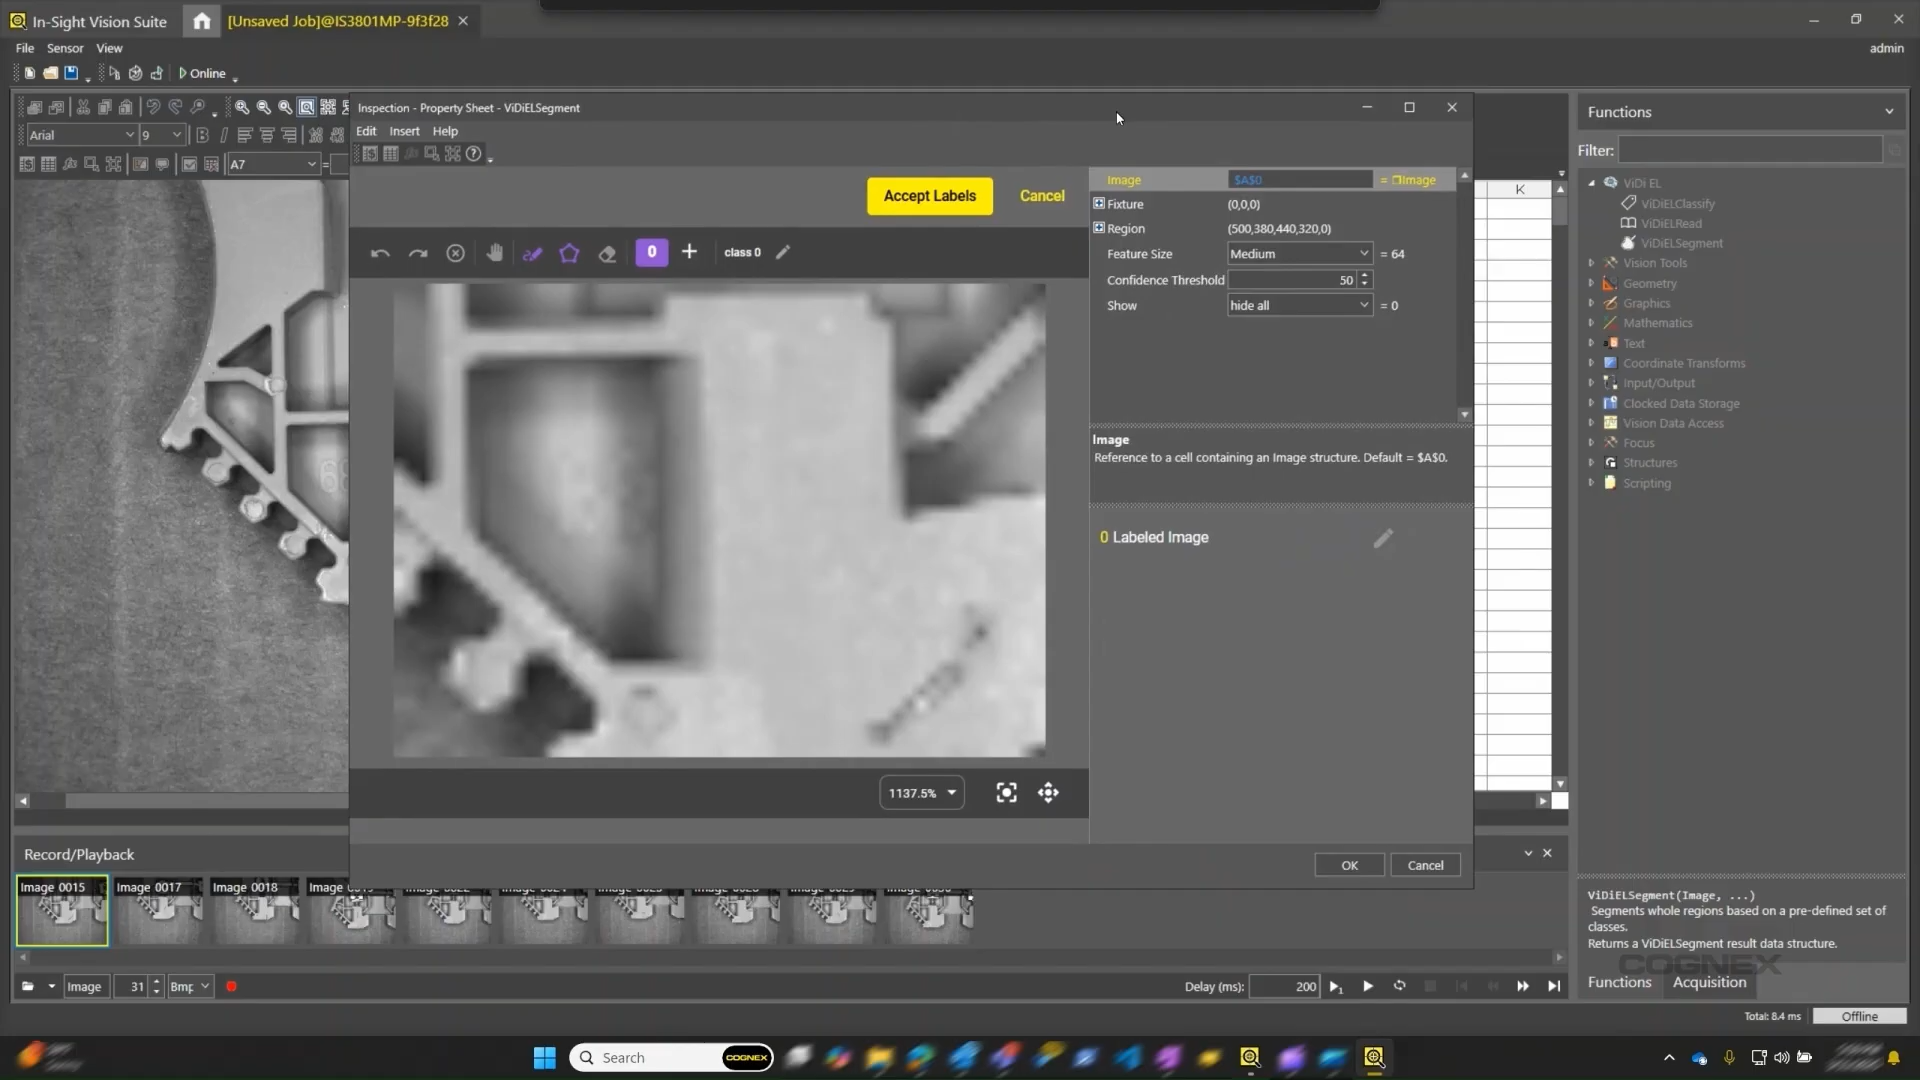 In-Sight Vision Suite
[Unsaved Job]@IS3801MP-9f3f28
File Sensor View
admin
Online
Inspection - Property Sheet - ViDiELSegment
Functions
Edit Insert Help
Arial 9
Filter:
A7 =
Accept Labels
Cancel
Image $A$0 = Image
Fixture (0,0,0)
Region (500,380,440,320,0)
Feature Size Medium = 64
Confidence Threshold 50
Show hide all = 0
0
class 0
K
ViDi EL
ViDiELClassify
ViDiELRead
ViDiELSegment
Vision Tools
Geometry
Graphics
Mathematics
Text
Coordinate Transforms
Input/Output
Clocked Data Storage
Vision Data Access
Focus
Structures
Scripting
Image
Reference to a cell containing an Image structure. Default = $A$0.
0 Labeled Image
1137.5%
OK Cancel
Record/Playback
Image 0015 Image 0017 Image 0018
ViDiELSegment(Image, ...)
Segments whole regions based on a pre-defined set of
classes.
Returns a ViDiELSegment result data structure.
COGNEX
Functions Acquisition
Image 31 Bmp
Delay (ms): 200
Total: 8.4 ms
Offline
Search
COGNEX